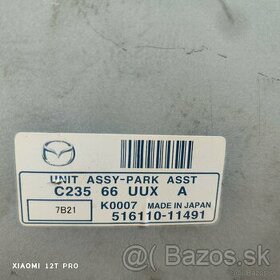 UNIT ASSY-PARK ASST
C235 66 UUX A
7B21
K0007 MADE IN JAPAN
516110-11491
XIAOMI 12T PRO
Bazos.sk